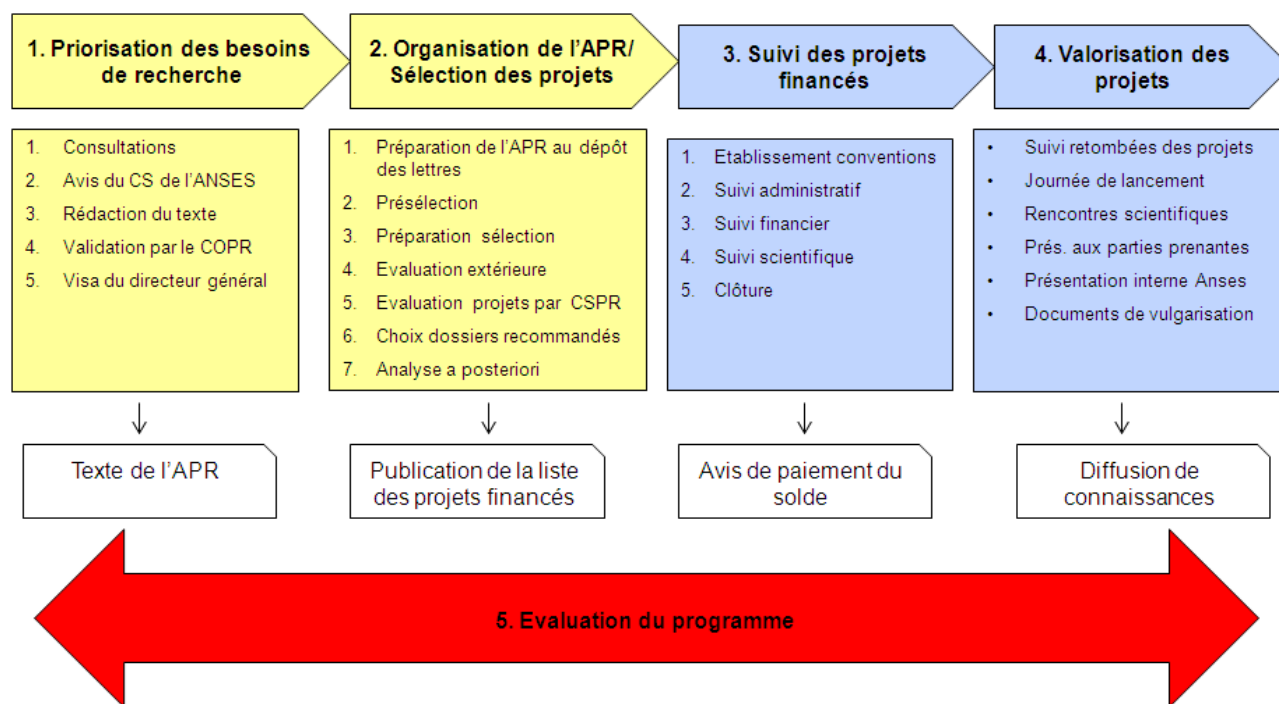 1. Priorisation des besoins
de recherche
2. Organisation de l'APR/
Sélection des projets
3. Suivi des projets
financés
4. Valorisation des
projets
1. Consultations
2. Avis du CS de l'ANSES
3. Rédaction du texte
4. Validation par le COPR
5. Visa du directeur général
1. Préparation de l'APR au dépôt
des lettres
2. Présélection
3. Préparation sélection
4. Evaluation extérieure
5. Evaluation projets par CSPR
6. Choix dossiers recommandés
7. Analyse a posteriori
1. Etablissement conventions
2. Suivi administratif
3. Suivi financier
4. Suivi scientifique
5. Clôture
• Suivi retombées des projets
• Journée de lancement
• Rencontres scientifiques
• Prés. aux parties prenantes
• Présentation interne Anses
• Documents de vulgarisation
Texte de l'APR
Publication de la liste
des projets financés
Avis de paiement du
solde
Diffusion de
connaissances
5. Evaluation du programme